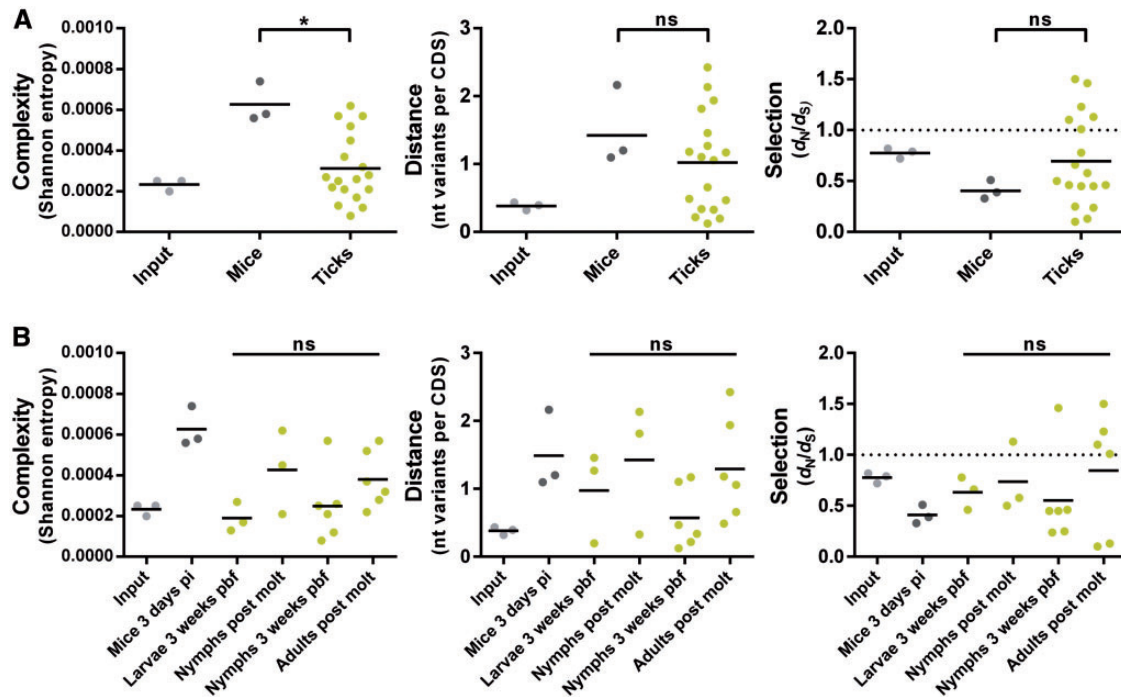 A
Complexity
(Shannon entropy)
0.0010
0.0008
0.0006
0.0004
0.0002
0.0000
*
Input
Mice
Ticks
Distance
(nt variants per CDS)
3
2
1
0
ns
Input
Mice
Ticks
Selection
(dN/dS)
2.0
1.5
1.0
0.5
0.0
ns
Input
Mice
Ticks
B
Complexity
(Shannon entropy)
0.0010
0.0008
0.0006
0.0004
0.0002
0.0000
ns
Input
Mice 3 days pi
Larvae 3 weeks pbf
Nymphs post molt
Nymphs 3 weeks pbf
Adults post molt
Distance
(nt variants per CDS)
3
2
1
0
ns
Input
Mice 3 days pi
Larvae 3 weeks pbf
Nymphs post molt
Nymphs 3 weeks pbf
Adults post molt
Selection
(dN/dS)
2.0
1.5
1.0
0.5
0.0
ns
Input
Mice 3 days pi
Larvae 3 weeks pbf
Nymphs post molt
Nymphs 3 weeks pbf
Adults post molt